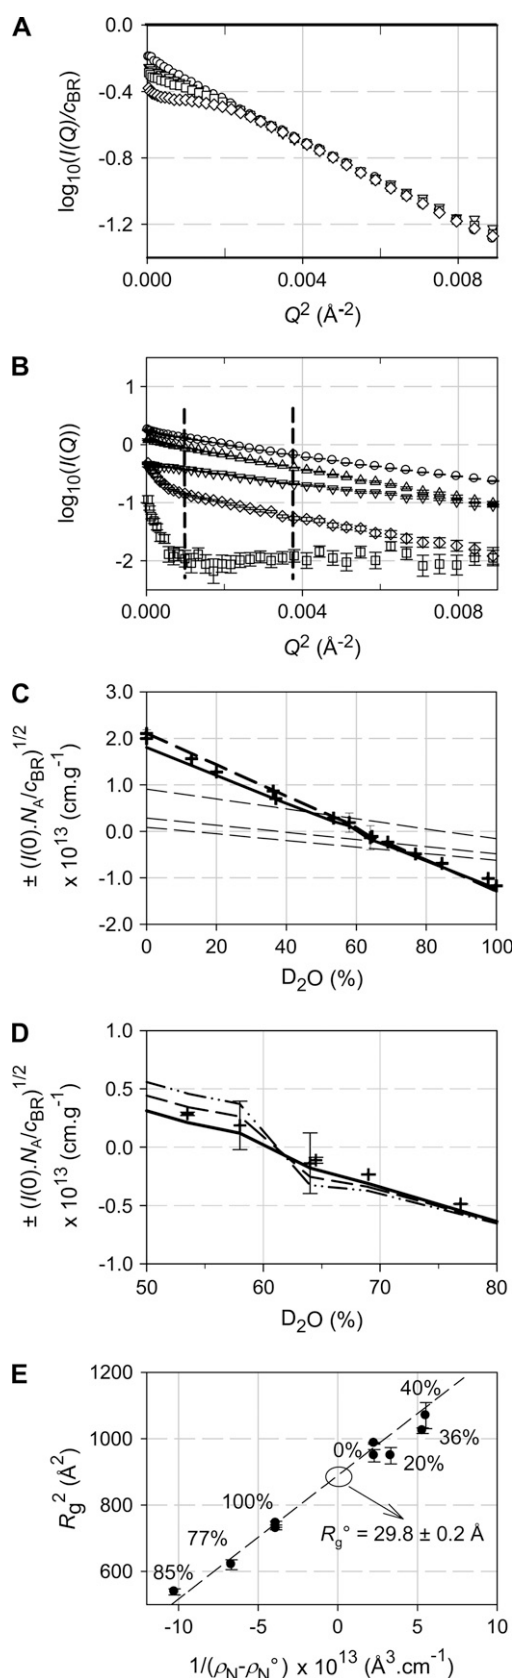 A
0.0
-0.4
-0.8
-1.2
log10(I(Q)/cBR)
0.000 0.004 0.008
Q² (Å⁻²)
B
1
0
-1
-2
log10(I(Q))
0.000 0.004 0.008
Q² (Å⁻²)
C
3.0
2.0
1.0
0.0
-1.0
-2.0
± (I(0).NA/cBR)^1/2
x 10¹³ (cm.g⁻¹)
0 20 40 60 80 100
D₂O (%)
D
1.0
0.5
0.0
-0.5
-1.0
± (I(0).NA/cBR)^1/2
x 10¹³ (cm.g⁻¹)
50 60 70 80
D₂O (%)
E
1200
1000
800
600
Rg² (Å²)
40%
36%
0%
20%
100%
77%
85%
Rg° = 29.8 ± 0.2 Å
-10 -5 0 5 10
1/(ρN-ρN°) x 10¹³ (Å³.cm⁻¹)